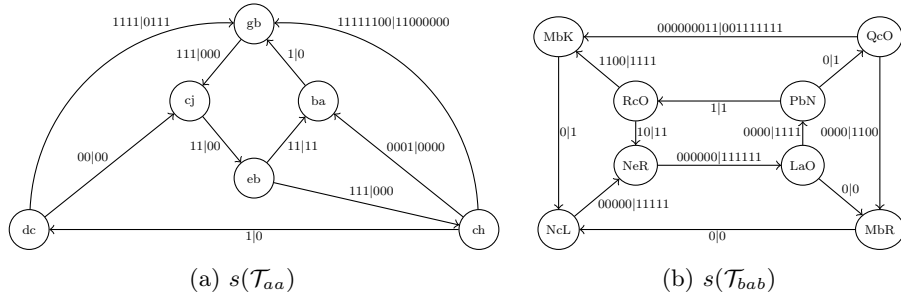 1111|0111
gb
11111100|11000000
111|000
1|0
cj
ba
00|00
11|00
11|11
0001|0000
eb
111|000
dc
1|0
ch
(a) s(𝒯aa)
MbK
000000011|001111111
QcO
1100|1111
0|1
RcO
1|1
PbN
0|1
10|11
0000|1111
0000|1100
NeR
000000|111111
LaO
00000|11111
0|0
NcL
0|0
MbR
(b) s(𝒯bab)